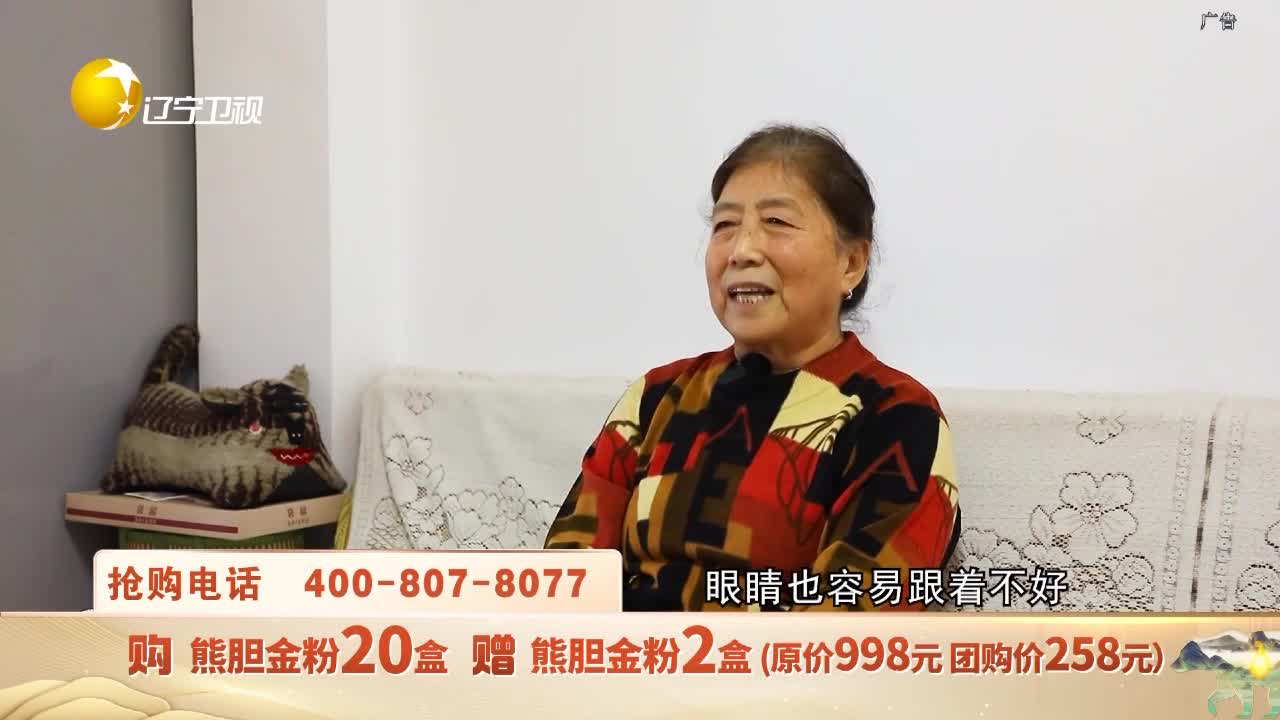 广告
辽宁卫视
眼睛也容易跟着不好
抢购电话 400-807-8077
购 熊胆金粉20盒 赠 熊胆金粉2盒(原价998元 团购价258元)